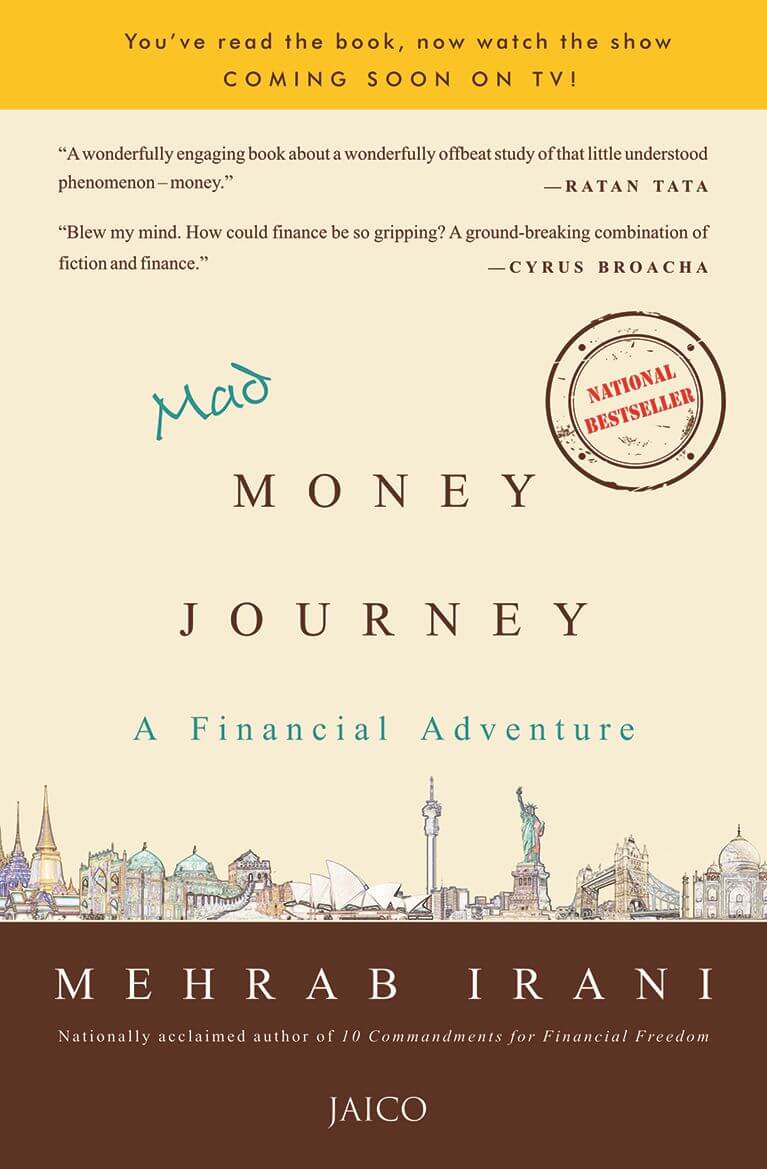 You've read the book, now watch the show
COMING SOON ON TV!
“A wonderfully engaging book about a wonderfully offbeat study of that little understood
phenomenon – money.” —RATAN TATA
“Blew my mind. How could finance be so gripping? A ground-breaking combination of
fiction and finance.” —CYRUS BROACHA
NATIONAL
BESTSELLER
Mad
MONEY
JOURNEY
A Financial Adventure
MEHRAB IRANI
Nationally acclaimed author of 10 Commandments for Financial Freedom
JAICO